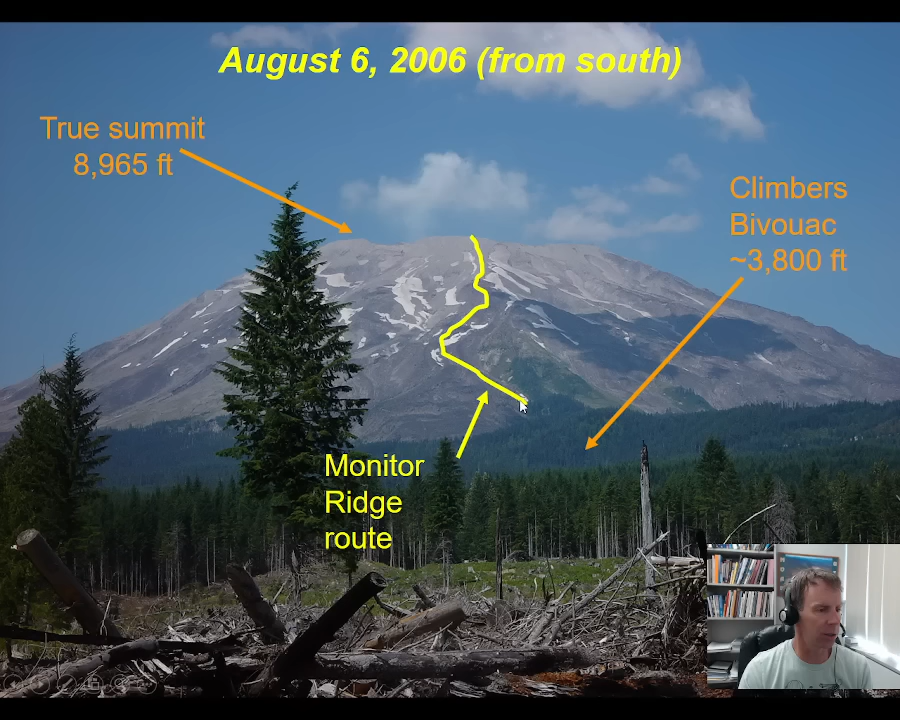 August 6, 2006 (from south)
True summit
8,965 ft
Climbers
Bivouac
~3,800 ft
Monitor
Ridge
route